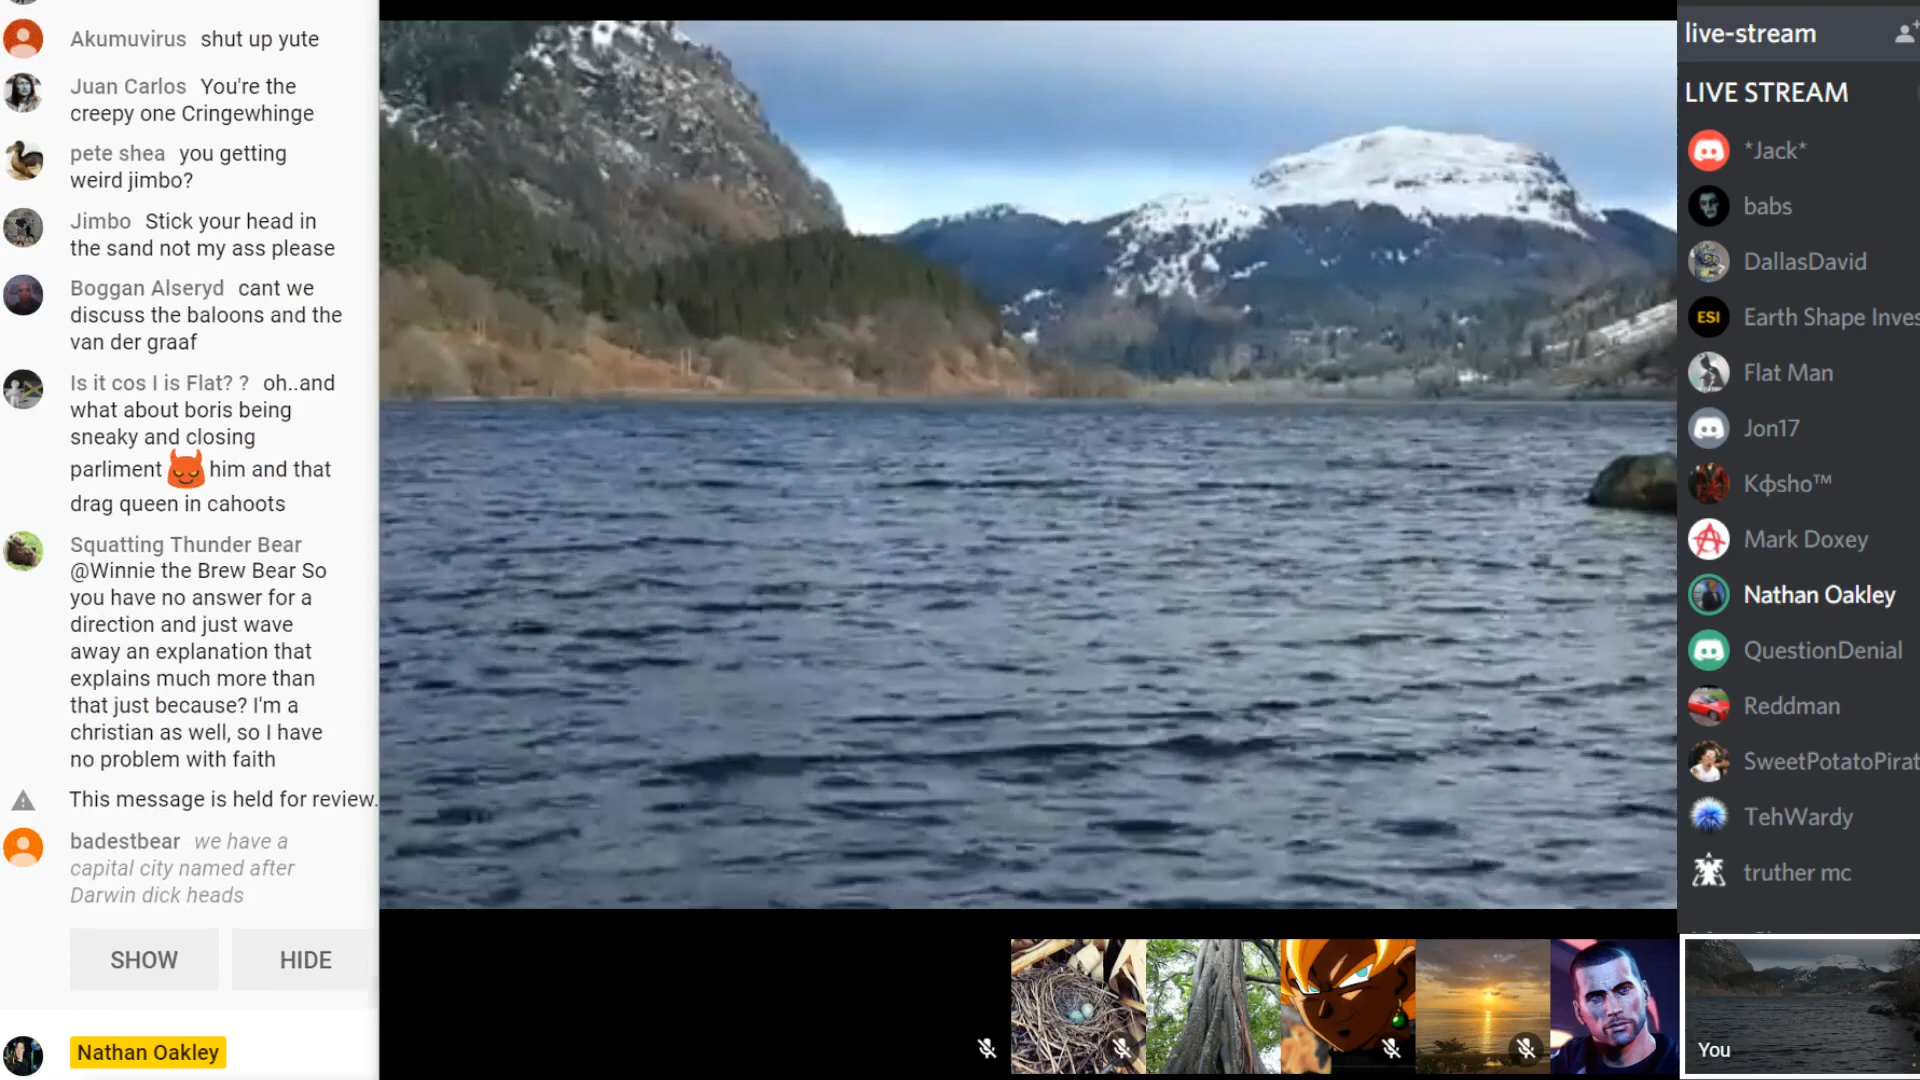 Akumuvirus shut up yute
Juan Carlos You're the
creepy one Cringewhinge
pete shea you getting
weird jimbo?
Jimbo Stick your head in
the sand not my ass please
Boggan Alseryd cant we
discuss the baloons and the
van der graaf
Is it cos I is Flat? ? oh..and
what about boris being
sneaky and closing
parliment him and that
drag queen in cahoots
Squatting Thunder Bear
@Winnie the Brew Bear So
you have no answer for a
direction and just wave
away an explanation that
explains much more than
that just because? I'm a
christian as well, so I have
no problem with faith
This message is held for review.
badestbear we have a
capital city named after
Darwin dick heads
SHOW HIDE
Nathan Oakley
You
live-stream
LIVE STREAM
*Jack*
babs
DallasDavid
ESI Earth Shape Inves
Flat Man
Jon17
Kфsho™
Mark Doxey
Nathan Oakley
QuestionDenial
Reddman
SweetPotatoPirat
TehWardy
truther mc